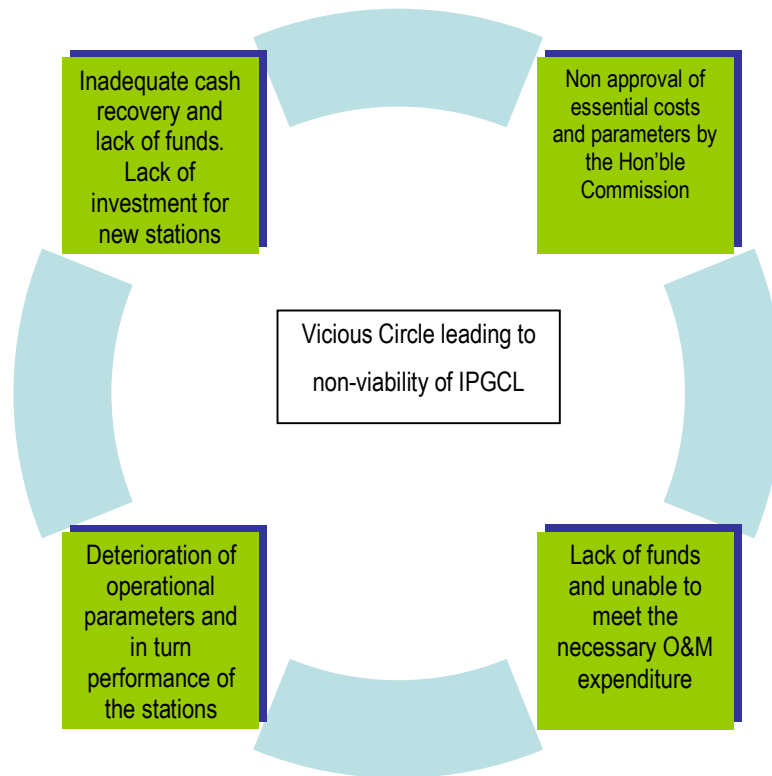 Inadequate cash
recovery and
lack of funds.
Lack of
investment for
new stations
Non approval of
essential costs
and parameters by
the Hon’ble
Commission
Vicious Circle leading to
non-viability of IPGCL
Deterioration of
operational
parameters and
in turn
performance of
the stations
Lack of funds
and unable to
meet the
necessary O&M
expenditure